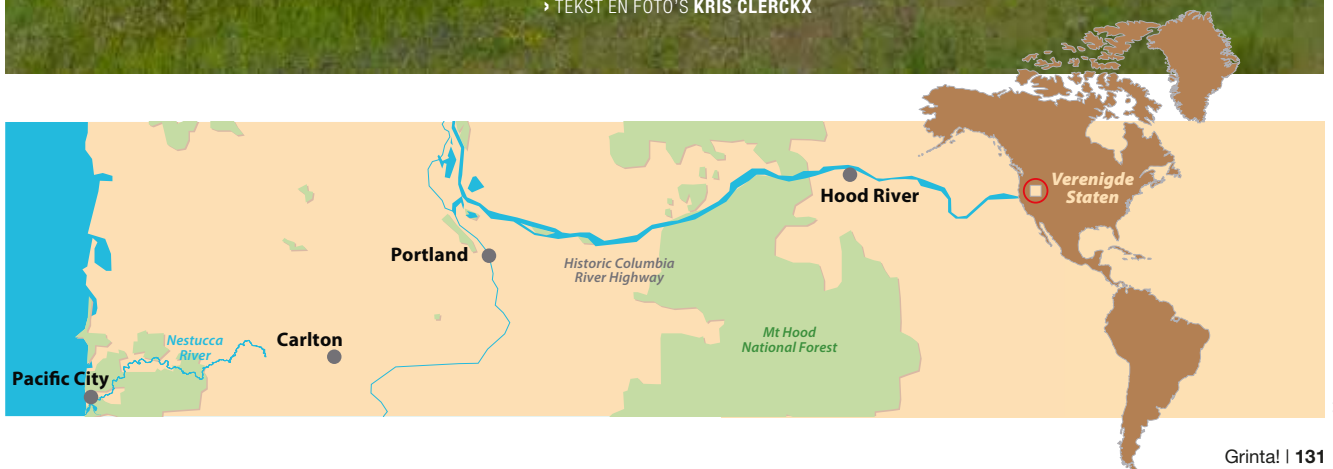 › TEKST EN FOTO'S KRIS CLERCKX
Verenigde
Staten
Hood River
Portland
Historic Columbia
River Highway
Nestucca
River
Carlton
Mt Hood
National Forest
Pacific City
Grinta! | 131